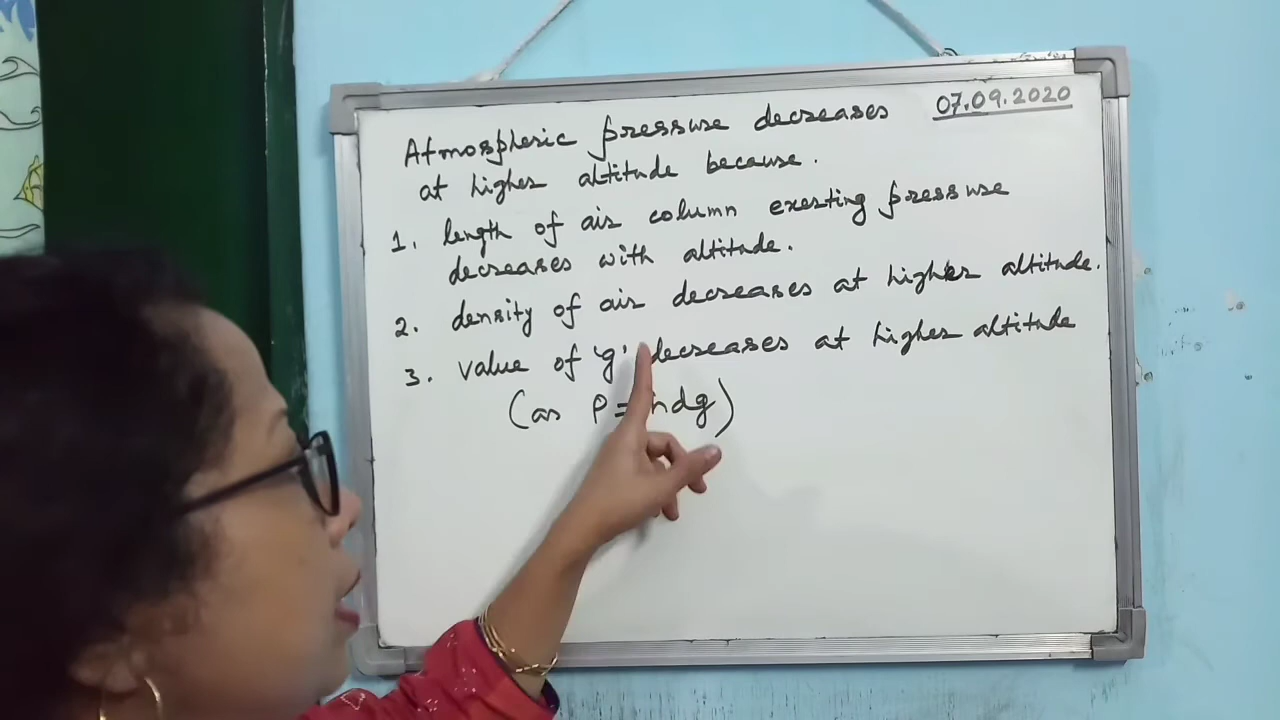 07.09.2020
Atmospheric pressure decreases
at higher altitude because.
1. length of air column exerting pressure
decreases with altitude.
2. density of air decreases at higher altitude.
3. value of 'g' decreases at higher altitude
(as P = hdg)